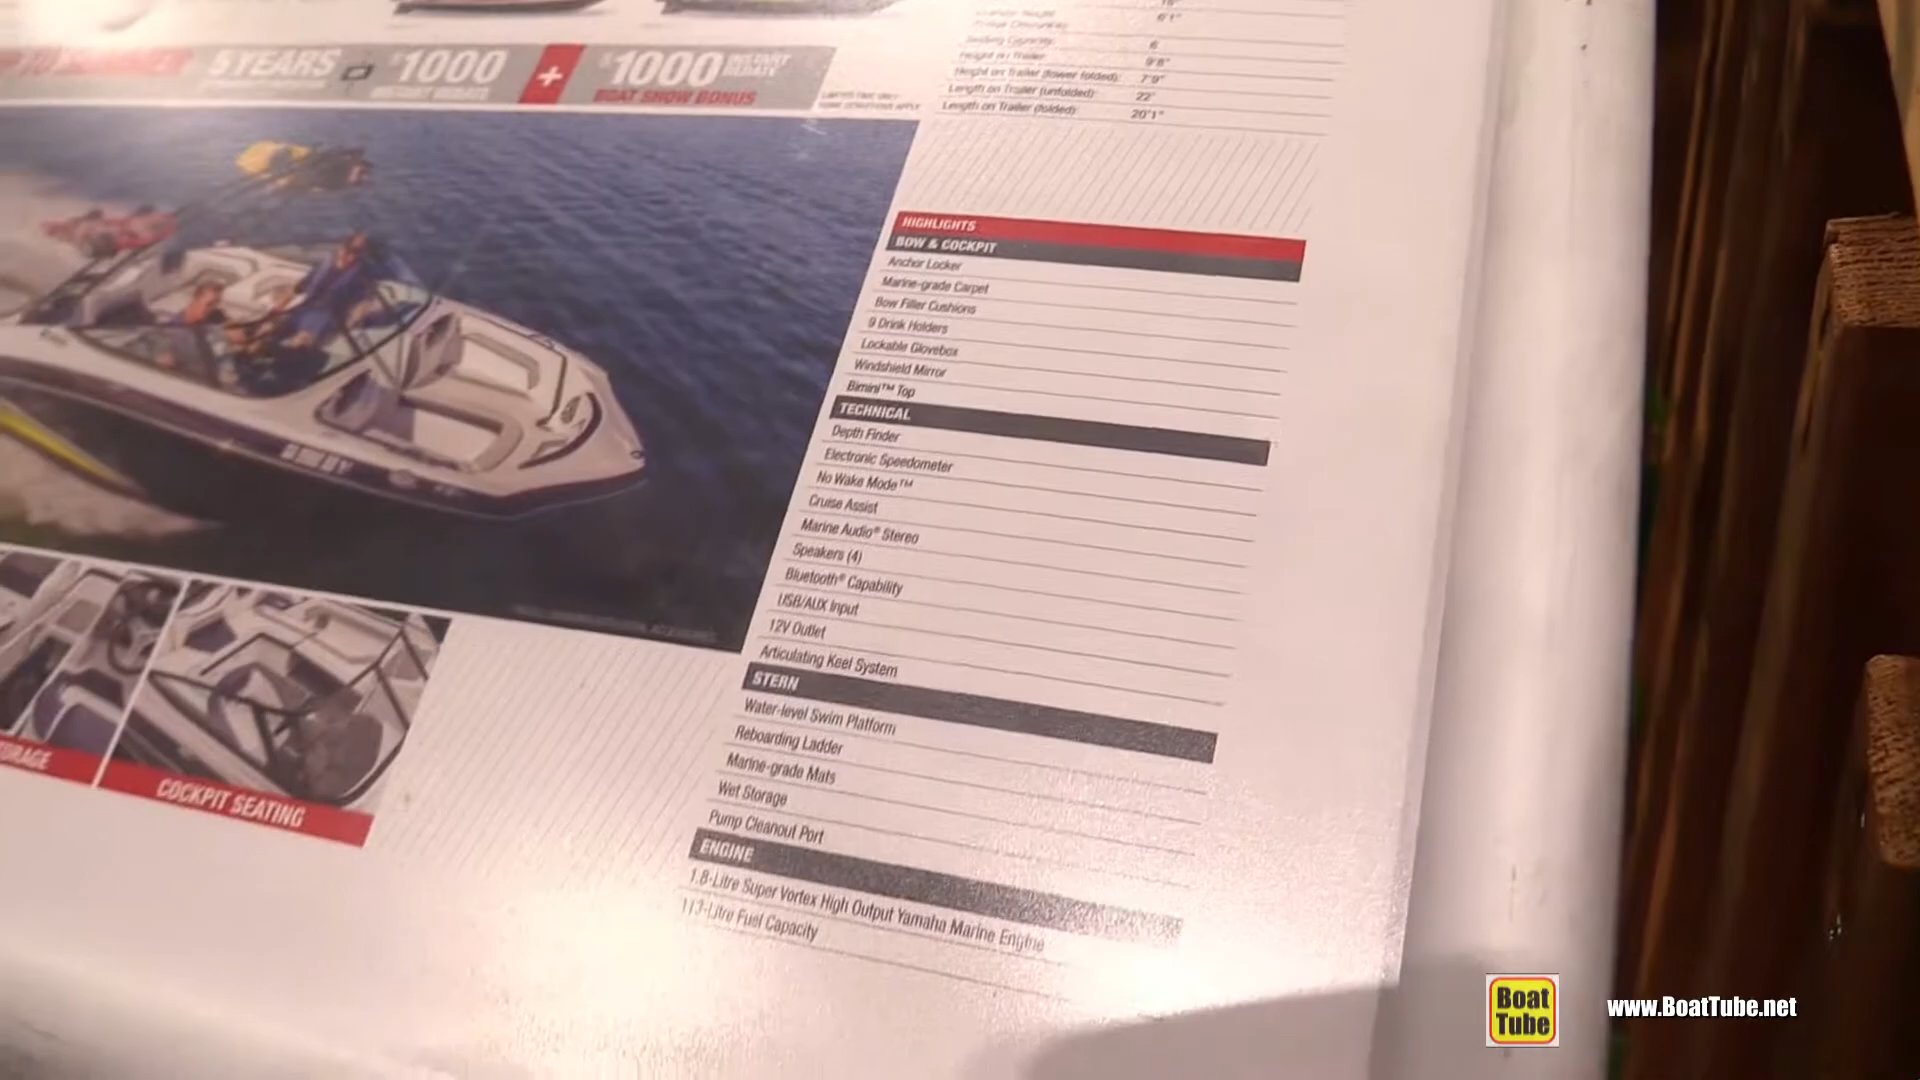 5 YEARS OR $1000 + $1000 INSTANT REBATE
BOAT SHOW BONUS
6'1"
Seating Capacity: 6
Height on Trailer 9'8"
Height on Trailer (tower folded): 7'9"
Length on Trailer (unfolded): 22'
Length on Trailer (folded): 20'1"
HIGHLIGHTS
BOW & COCKPIT
Anchor Locker
Marine-grade Carpet
Bow Filler Cushions
9 Drink Holders
Lockable Glovebox
Windshield Mirror
Bimini™ Top
TECHNICAL
Depth Finder
Electronic Speedometer
No Wake Mode™
Cruise Assist
Marine Audio® Stereo
Speakers (4)
Bluetooth® Capability
USB/AUX Input
12V Outlet
Articulating Keel System
STERN
Water-level Swim Platform
Reboarding Ladder
Marine-grade Mats
Wet Storage
Pump Cleanout Port
ENGINE
1.8-Litre Super Vortex High Output Yamaha Marine Engine
Fuel Capacity
COCKPIT SEATING
Boat
Tube
www.BoatTube.net